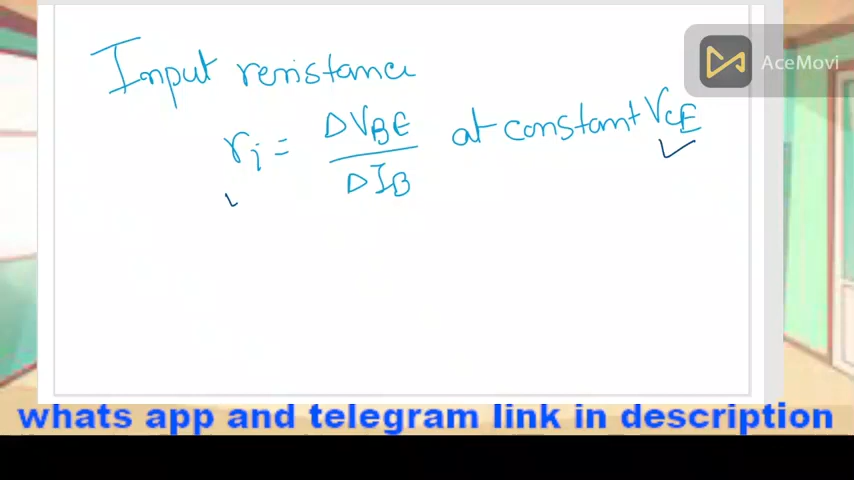 AceMovi
Input resistance
ri = ΔVBE / ΔIB at constant VCE
whats app and telegram link in description